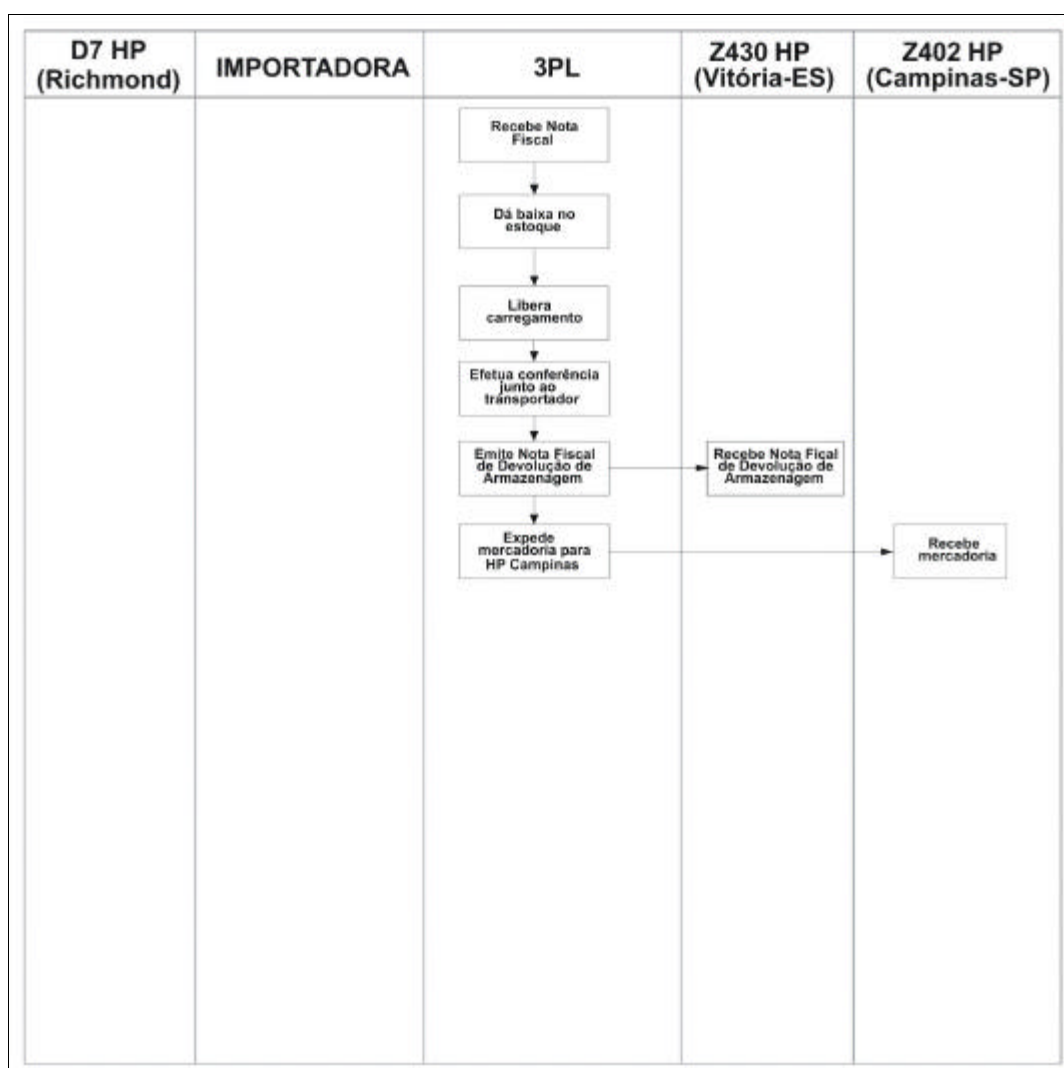 D7 HP
(Richmond)
IMPORTADORA
3PL
Z430 HP
(Vitória-ES)
Z402 HP
(Campinas-SP)
Recebe Nota
Fiscal
Dá baixa no
estoque
Libera
carregamento
Efetua conferência
junto ao
transportador
Emite Nota Fiscal
de Devolução de
Armazenagem
Recebe Nota Fical
de Devolução de
Armazenagem
Expede
mercadoria para
HP Campinas
Recebe
mercadoria